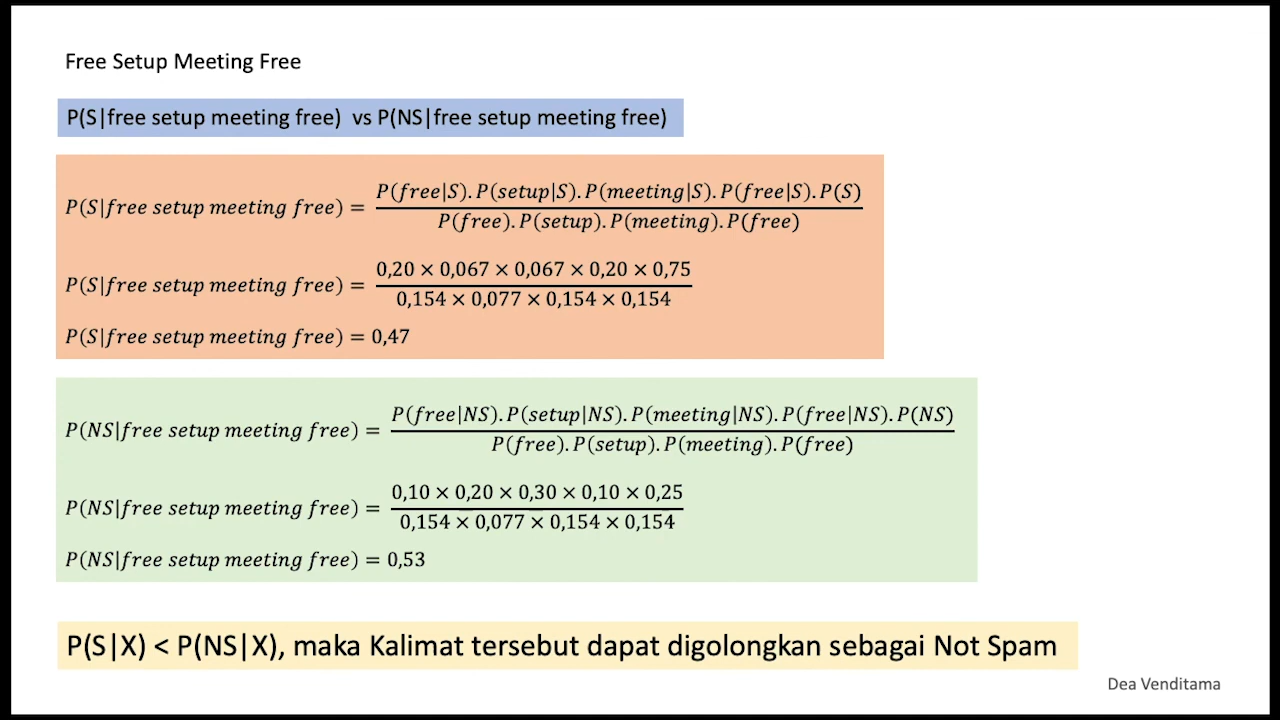 Free Setup Meeting Free
P(S|free setup meeting free) vs P(NS|free setup meeting free)
P(S|free setup meeting free) = P(free|S).P(setup|S).P(meeting|S).P(free|S).P(S)
P(free).P(setup).P(meeting).P(free)
P(S|free setup meeting free) = 0,20 × 0,067 × 0,067 × 0,20 × 0,75
0,154 × 0,077 × 0,154 × 0,154
P(S|free setup meeting free) = 0,47
P(NS|free setup meeting free) = P(free|NS).P(setup|NS).P(meeting|NS).P(free|NS).P(NS)
P(free).P(setup).P(meeting).P(free)
P(NS|free setup meeting free) = 0,10 × 0,20 × 0,30 × 0,10 × 0,25
0,154 × 0,077 × 0,154 × 0,154
P(NS|free setup meeting free) = 0,53
P(S|X) < P(NS|X), maka Kalimat tersebut dapat digolongkan sebagai Not Spam
Dea Venditama